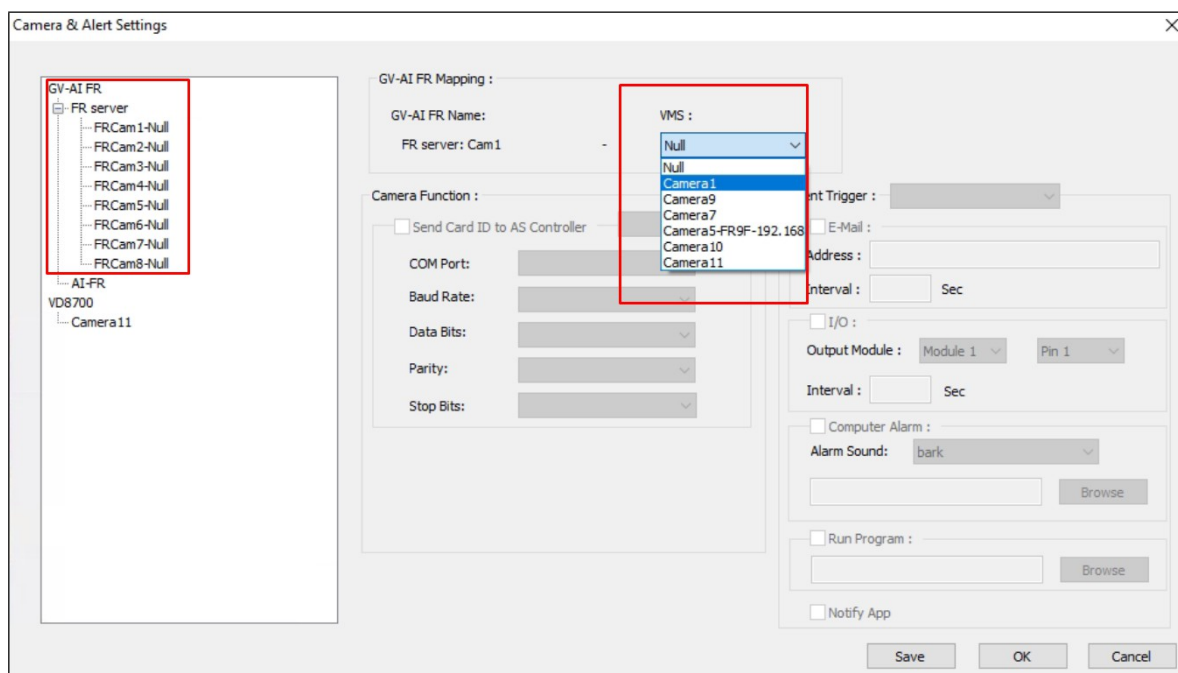 Camera & Alert Settings
GV-AI FR
FR server
FRCam1-Null
FRCam2-Null
FRCam3-Null
FRCam4-Null
FRCam5-Null
FRCam6-Null
FRCam7-Null
FRCam8-Null
AI-FR
VD8700
Camera11
GV-AI FR Mapping :
GV-AI FR Name:
VMS :
FR server: Cam1 - Null
Null
Camera1
Camera9
Camera7
Camera5-FR9F-192.168
Camera10
Camera11
Camera Function :
Send Card ID to AS Controller
COM Port:
Baud Rate:
Data Bits:
Parity:
Stop Bits:
nt Trigger :
E-Mail :
Address :
Interval : Sec
I/O :
Output Module : Module 1 Pin 1
Interval : Sec
Computer Alarm :
Alarm Sound: bark
Browse
Run Program :
Browse
Notify App
Save OK Cancel